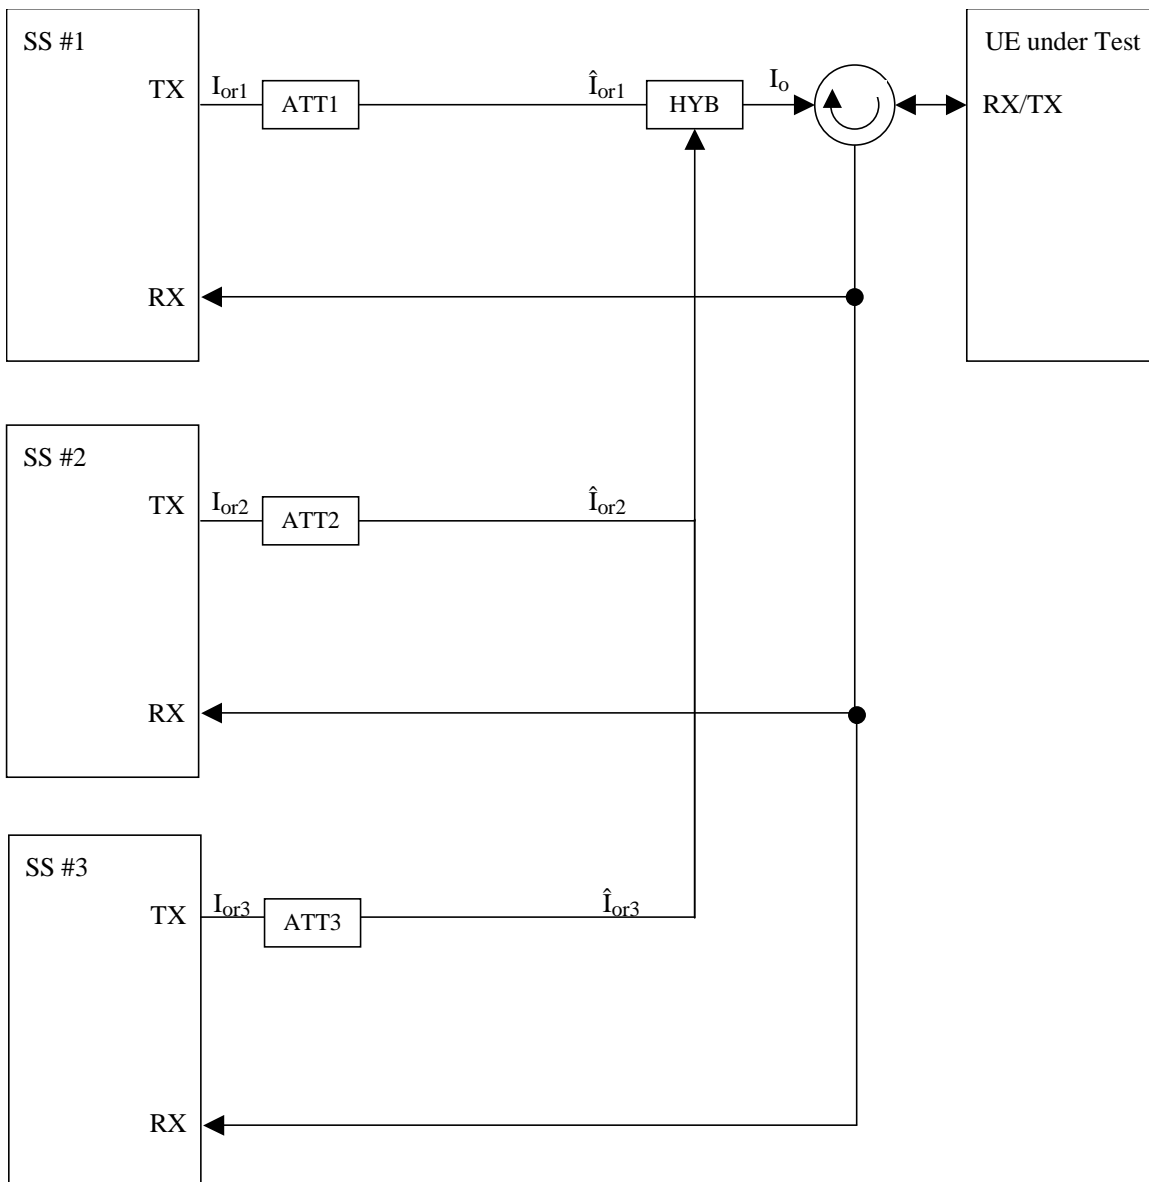 SS #1
UE under Test
TX
I_or1
ATT1
Î_or1
HYB
I_o
RX/TX
RX
SS #2
TX
I_or2
ATT2
Î_or2
RX
SS #3
TX
I_or3
ATT3
Î_or3
RX